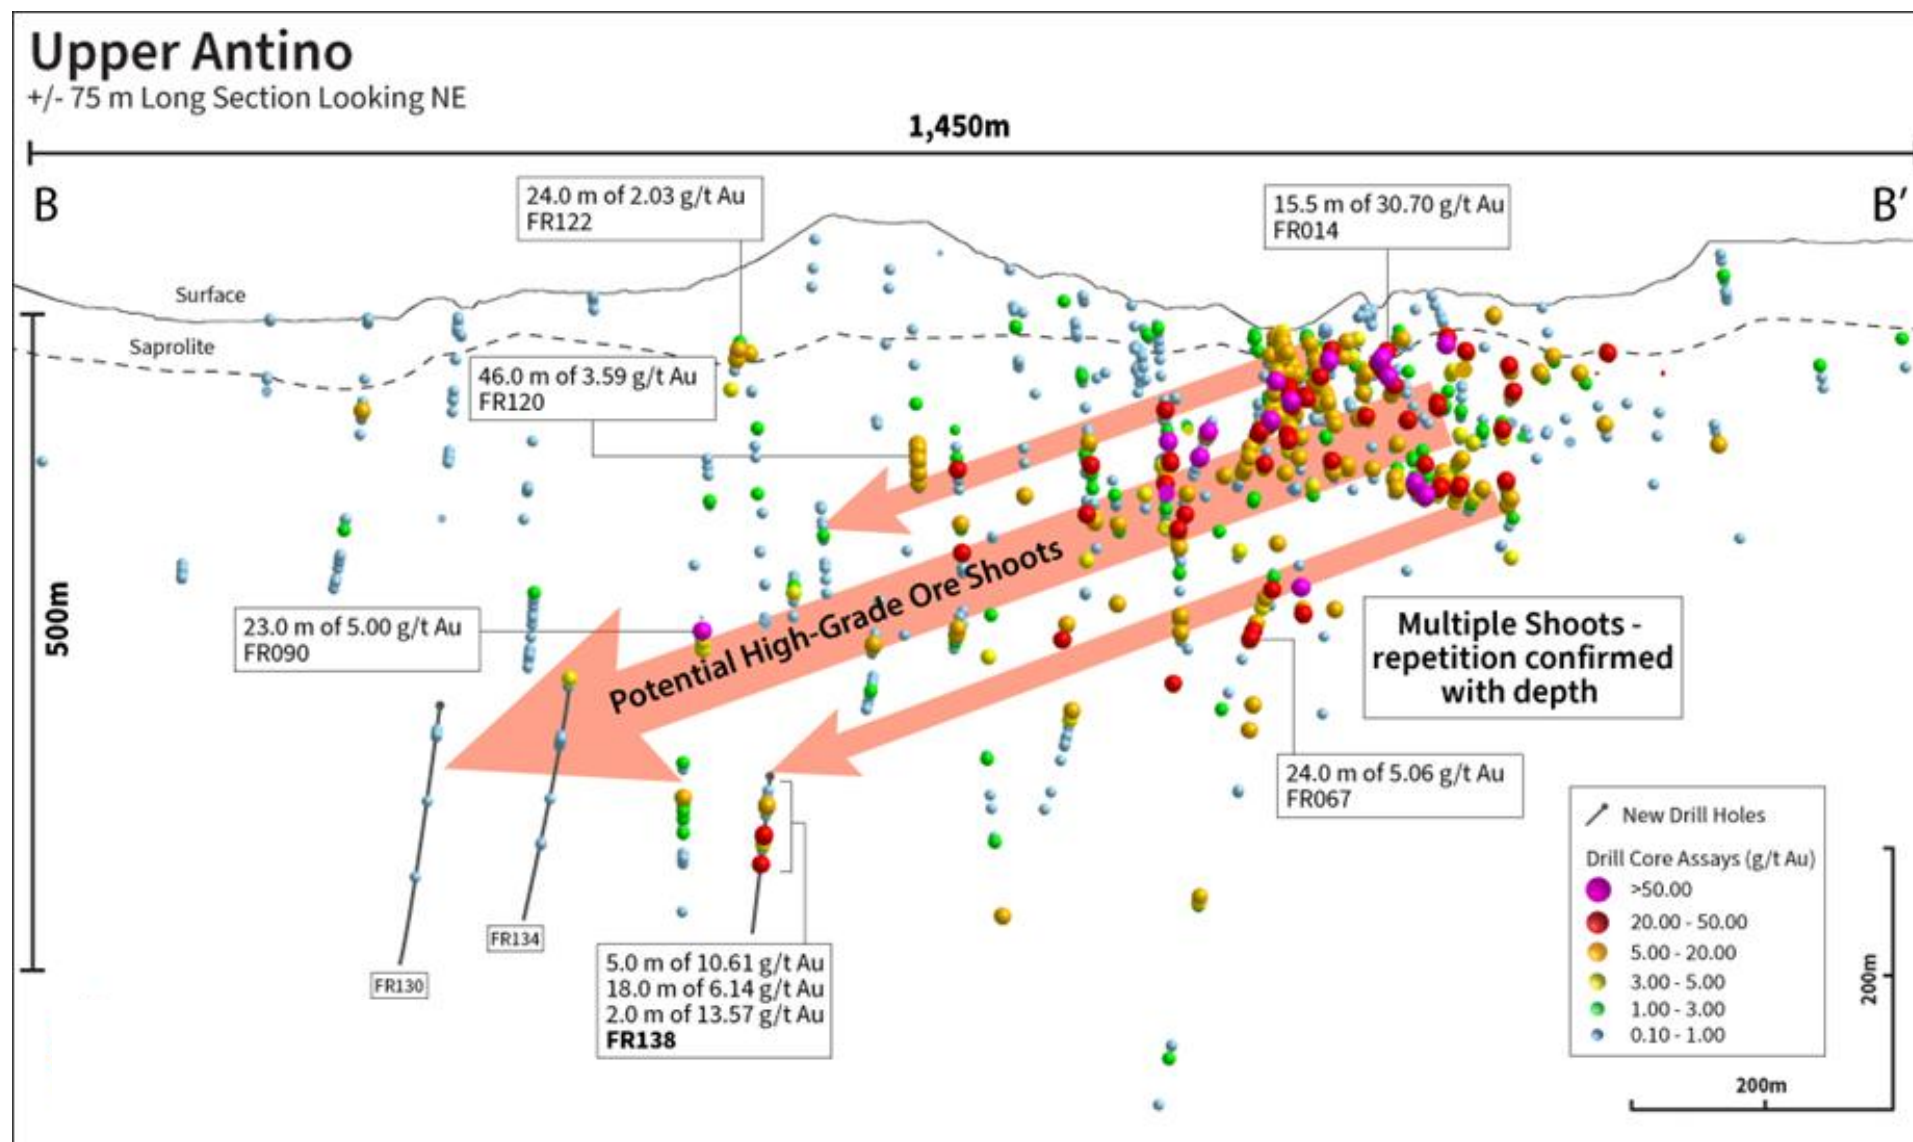 Upper Antino
+/- 75 m Long Section Looking NE
1,450m
B
B'
24.0 m of 2.03 g/t Au
FR122
15.5 m of 30.70 g/t Au
FR014
Surface
Saprolite
46.0 m of 3.59 g/t Au
FR120
500m
23.0 m of 5.00 g/t Au
FR090
Potential High-Grade Ore Shoots
Multiple Shoots -
repetition confirmed
with depth
24.0 m of 5.06 g/t Au
FR067
FR134
FR130
5.0 m of 10.61 g/t Au
18.0 m of 6.14 g/t Au
2.0 m of 13.57 g/t Au
FR138
New Drill Holes
Drill Core Assays (g/t Au)
>50.00
20.00 - 50.00
5.00 - 20.00
3.00 - 5.00
1.00 - 3.00
0.10 - 1.00
200m
200m